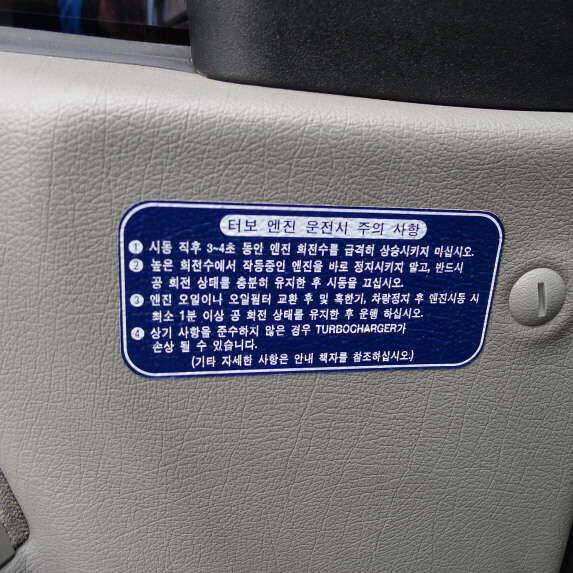 터보 엔진 운전시 주의 사항
① 시동 직후 3~4초 동안 엔진 회전수를 급격히 상승시키지 마십시오.
② 높은 회전수에서 작동중인 엔진을 바로 정지시키지 말고, 반드시
공 회전 상태를 충분히 유지한 후 시동을 끄십시오.
③ 엔진 오일이나 오일필터 교환 후 및 혹한기, 차량정지 후 엔진시동 시
최소 1분 이상 공 회전 상태를 유지한 후 운행 하십시오.
④ 상기 사항을 준수하지 않은 경우 TURBOCHARGER가
손상 될 수 있습니다.
(기타 자세한 사항은 안내 책자를 참조하십시오.)